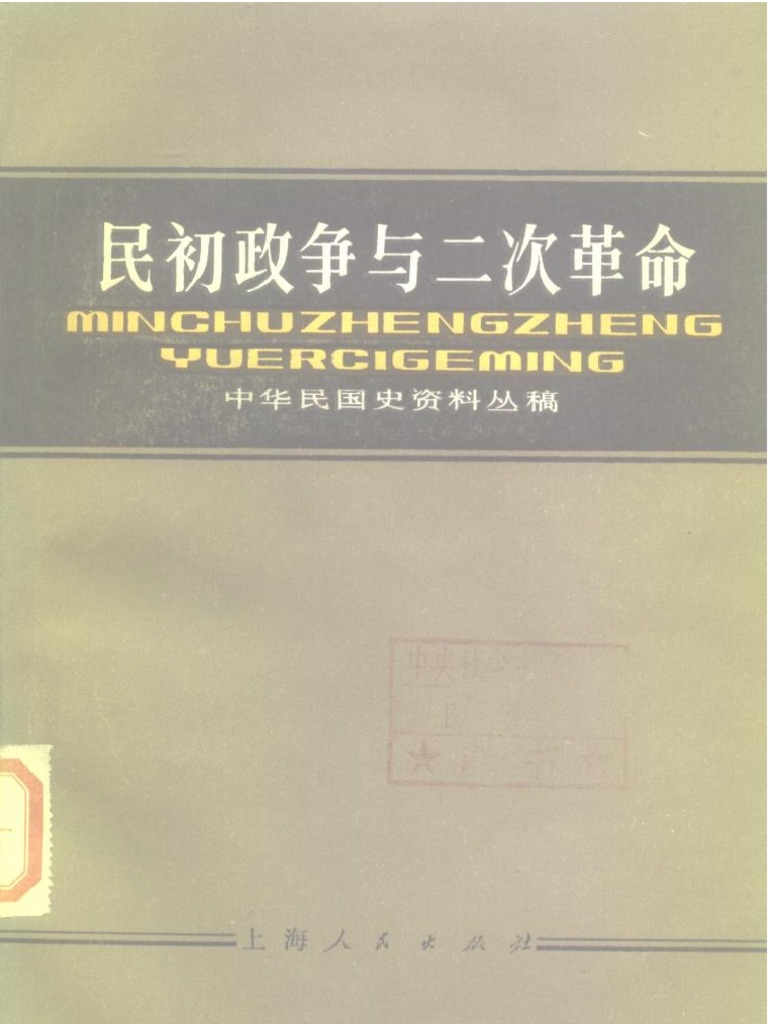 民初政争与二次革命
MINCHUZHENGZHENG
YUERCIGEMING
中华民国史资料丛稿
上海人民出版社